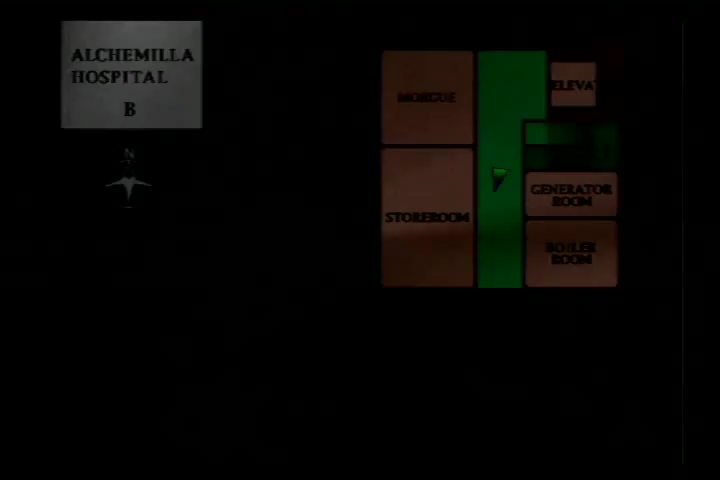 ALCHEMILLA
HOSPITAL
B
N
MORGUE
ELEVA
STOREROOM
GENERATOR
ROOM
BOILER
ROOM